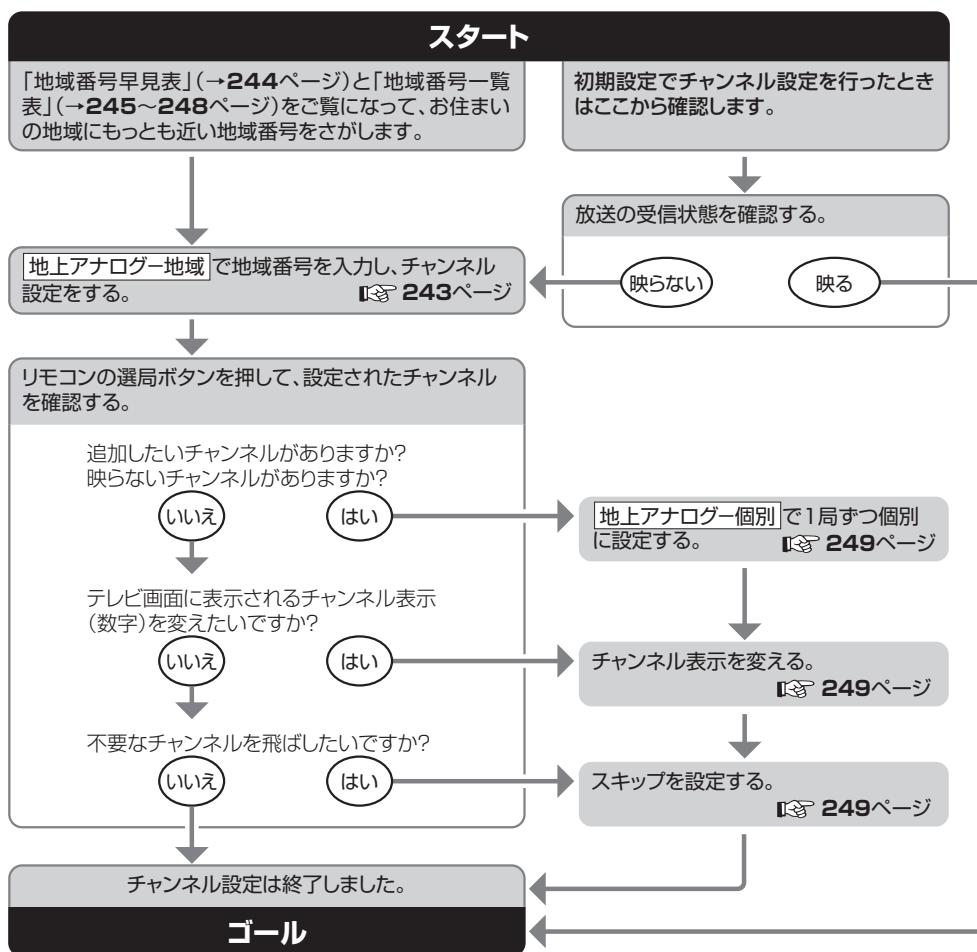 スタート
「地域番号早見表」(→244ページ)と「地域番号一覧
表」(→245～248ページ)をご覧になって、お住まい
の地域にもっとも近い地域番号をさがします。
初期設定でチャンネル設定を行ったとき
はここから確認します。
放送の受信状態を確認する。
映らない
映る
地上アナログー地域 で地域番号を入力し、チャンネル
設定をする。 243ページ
リモコンの選局ボタンを押して、設定されたチャンネル
を確認する。
追加したいチャンネルがありますか?
映らないチャンネルがありますか?
いいえ
はい
地上アナログー個別 で1局ずつ個別
に設定する。 249ページ
テレビ画面に表示されるチャンネル表示
(数字)を変えたいですか?
いいえ
はい
チャンネル表示を変える。
249ページ
不要なチャンネルを飛ばしたいですか?
いいえ
はい
スキップを設定する。
249ページ
チャンネル設定は終了しました。
ゴール